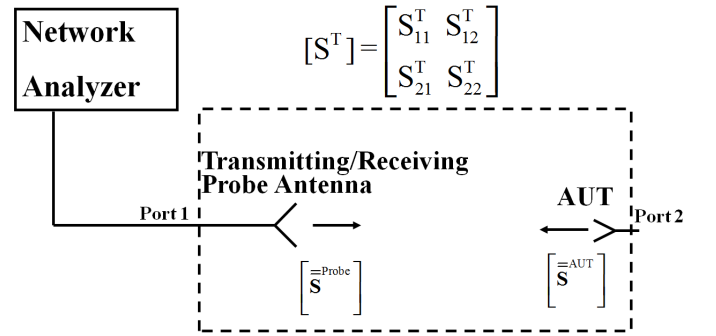 Network
Analyzer
[S^T]=[S^T_11 S^T_12
S^T_21 S^T_22]
Transmitting/Receiving
Probe Antenna
AUT
Port 1
Port 2
[S̿^Probe]
[S̿^AUT]